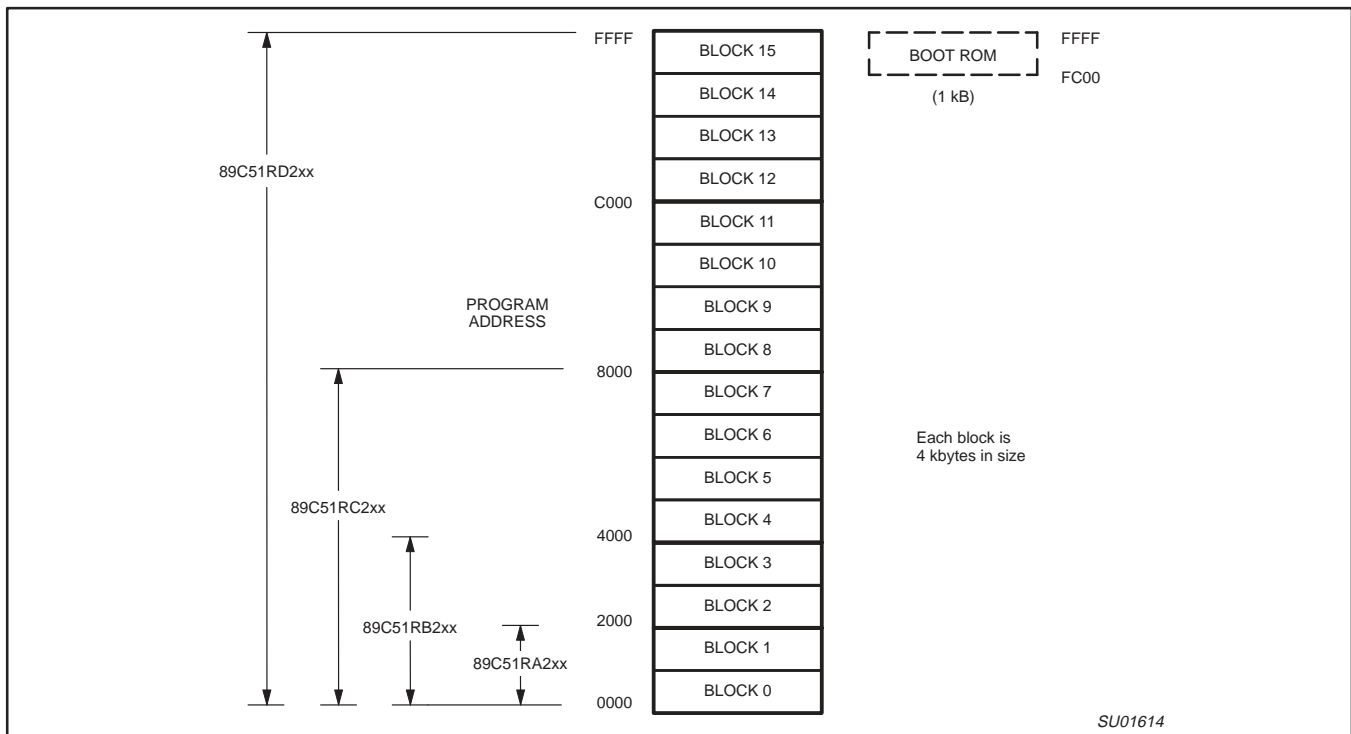 FFFF
BLOCK 15
BOOT ROM
FFFF
FC00
(1 kB)
BLOCK 14
BLOCK 13
89C51RD2xx
BLOCK 12
C000
BLOCK 11
BLOCK 10
PROGRAM
ADDRESS
BLOCK 9
BLOCK 8
8000
BLOCK 7
BLOCK 6
Each block is
4 kbytes in size
BLOCK 5
89C51RC2xx
BLOCK 4
4000
BLOCK 3
BLOCK 2
2000
89C51RB2xx
BLOCK 1
89C51RA2xx
BLOCK 0
0000
SU01614